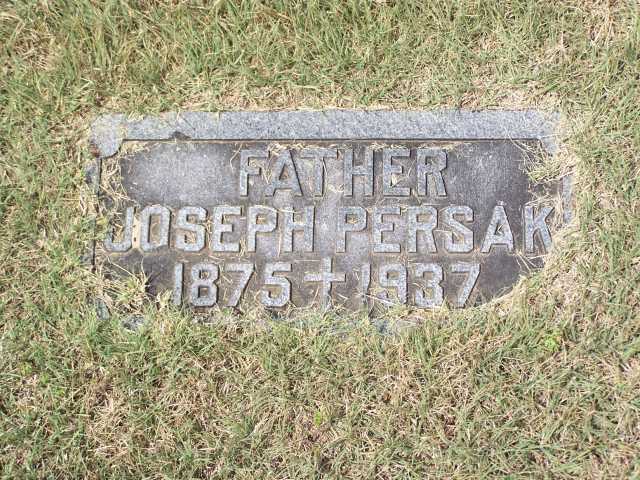 FATHER
JOSEPH PERSAK
1875 ✝ 1937